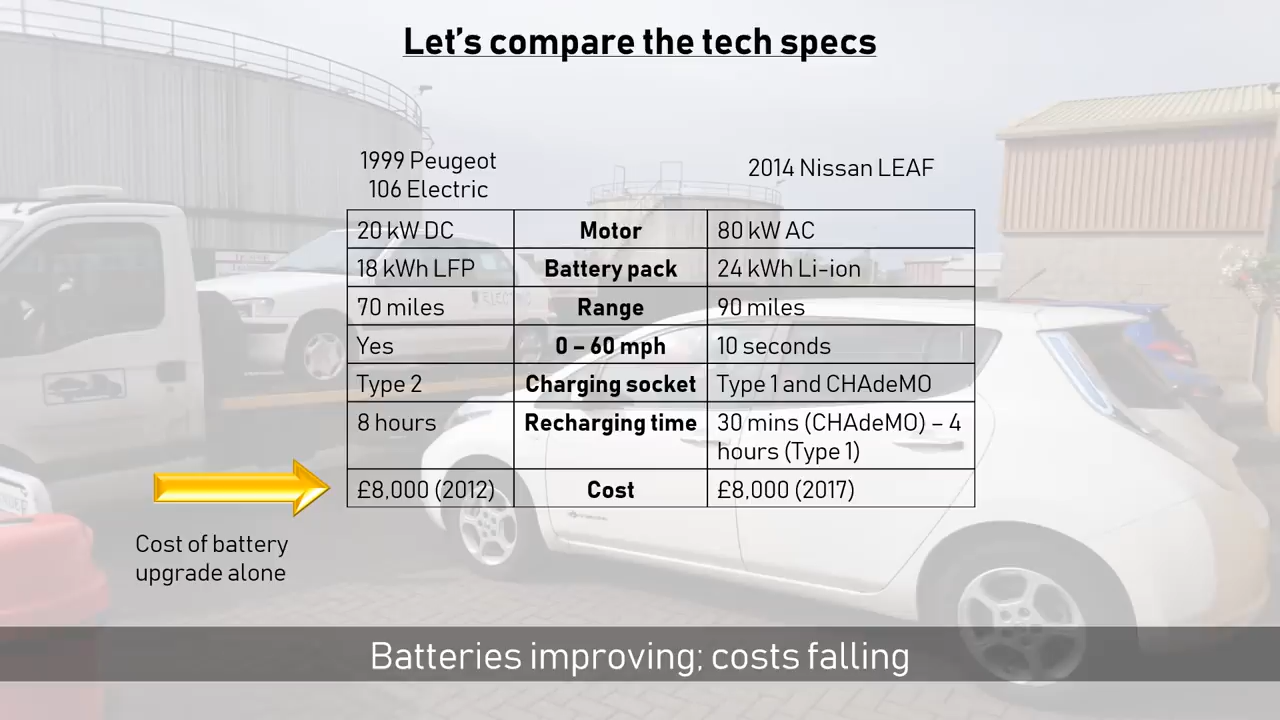 Let's compare the tech specs
1999 Peugeot
106 Electric
2014 Nissan LEAF
20 kW DC Motor 80 kW AC
18 kWh LFP Battery pack 24 kWh Li-ion
70 miles Range 90 miles
Yes 0 – 60 mph 10 seconds
Type 2 Charging socket Type 1 and CHAdeMO
8 hours Recharging time 30 mins (CHAdeMO) – 4
hours (Type 1)
£8,000 (2012) Cost £8,000 (2017)
Cost of battery
upgrade alone
Batteries improving; costs falling